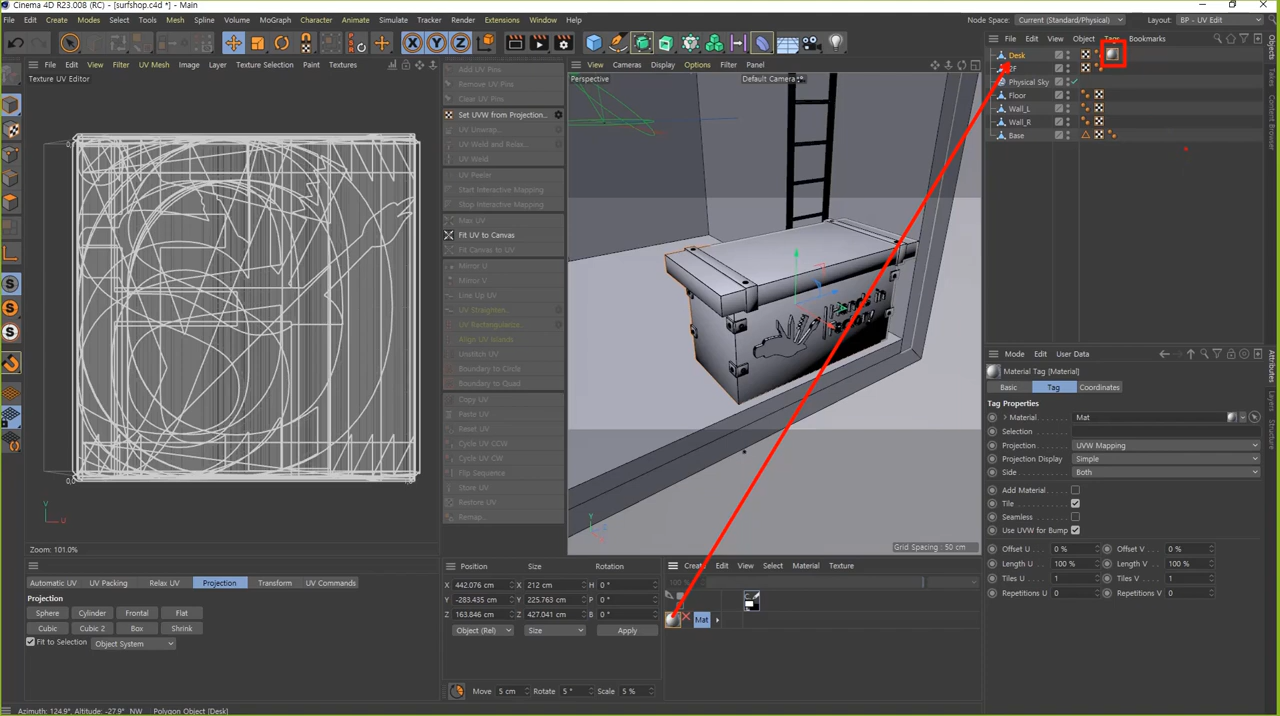 Cinema 4D R23.008 (RC) - [surfshop.c4d *] - Main
File Edit Create Modes Select Tools Mesh Spline Volume MoGraph Character Animate Simulate Tracker Render Extensions Window Help
Node Space: Current (Standard/Physical) Layout: BP - UV Edit
File Edit View Object Tags Bookmarks
Desk
Physical Sky
Floor
Wall_L
Wall_R
Base
Objects
Content Browser
File Edit View Filter UV Mesh Image Layer Texture Selection Paint Textures
Texture UV Editor
Add UV Pins
Remove UV Pins
Clear UV Pins
Set UVW from Projection...
UV Unwrap...
UV Weld and Relax...
UV Weld
UV Peeler
Start Interactive Mapping
Stop Interactive Mapping
Max UV
Fit UV to Canvas
Fit Canvas to UV
Mirror U
Mirror V
Line Up UV
UV Straighten...
UV Rectangularize...
Align UV Islands
Unstitch UV
Boundary to Circle
Boundary to Quad
Copy UV
Paste UV
Reset UV
Cycle UV CCW
Cycle UV CW
Flip Sequence
Store UV
Restore UV
Remap...
View Cameras Display Options Filter Panel
Perspective Default Camera
Grid Spacing : 50 cm
Zoom: 101.0%
Automatic UV UV Packing Relax UV Projection Transform UV Commands
Projection
Sphere Cylinder Frontal Flat
Cubic Cubic 2 Box Shrink
Fit to Selection Object System
Position Size Rotation
X 442.076 cm X 212 cm H 0 °
Y -283.435 cm Y 225.763 cm P 0 °
Z 163.846 cm Z 427.041 cm B 0 °
Object (Rel) Size Apply
Move 5 cm Rotate 5 ° Scale 5 %
Create Edit View Select Material Texture
100 %
Mat
Mode Edit User Data
Material Tag [Material]
Basic Tag Coordinates
Tag Properties
Material Mat
Selection
Projection UVW Mapping
Projection Display Simple
Side Both
Add Material
Tile
Seamless
Use UVW for Bump
Offset U 0 % Offset V 0 %
Length U 100 % Length V 100 %
Tiles U 1 Tiles V 1
Repetitions U 0 Repetitions V 0
Attributes
Layers
Structure
Azimuth: 124.9°, Altitude: -27.9° NW Polygon Object [Desk]